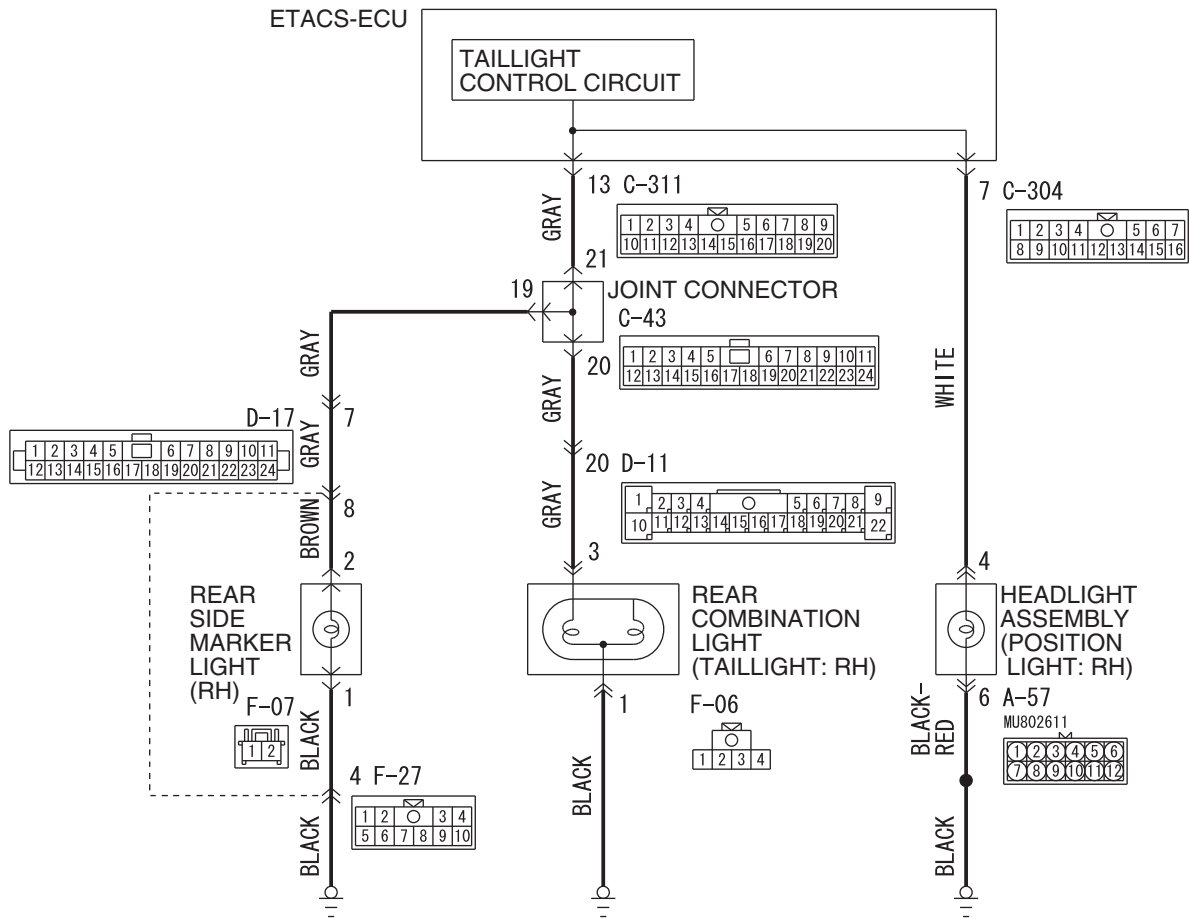 ETACS-ECU
TAILLIGHT
CONTROL CIRCUIT
13 C-311
7 C-304
GRAY
1 2 3 4 5 6 7 8 9
10 11 12 13 14 15 16 17 18 19 20
1 2 3 4 5 6 7
8 9 10 11 12 13 14 15 16
21
19
JOINT CONNECTOR
C-43
1 2 3 4 5 6 7 8 9 10 11
12 13 14 15 16 17 18 19 20 21 22 23 24
20
GRAY
GRAY
WHITE
D-17
7
1 2 3 4 5 6 7 8 9 10 11
12 13 14 15 16 17 18 19 20 21 22 23 24
GRAY
20 D-11
1 2 3 4 5 6 7 8 9
10 11 12 13 14 15 16 17 18 19 20 21 22
GRAY
8
BROWN
2
3
4
REAR
SIDE
MARKER
LIGHT
(RH)
REAR
COMBINATION
LIGHT
(TAILLIGHT: RH)
HEADLIGHT
ASSEMBLY
(POSITION
LIGHT: RH)
1
F-07
1 2
BLACK
1
F-06
1 2 3 4
6 A-57
MU802611
1 2 3 4 5 6
7 8 9 10 11 12
BLACK-
RED
4 F-27
1 2 3 4
5 6 7 8 9 10
BLACK
BLACK
BLACK